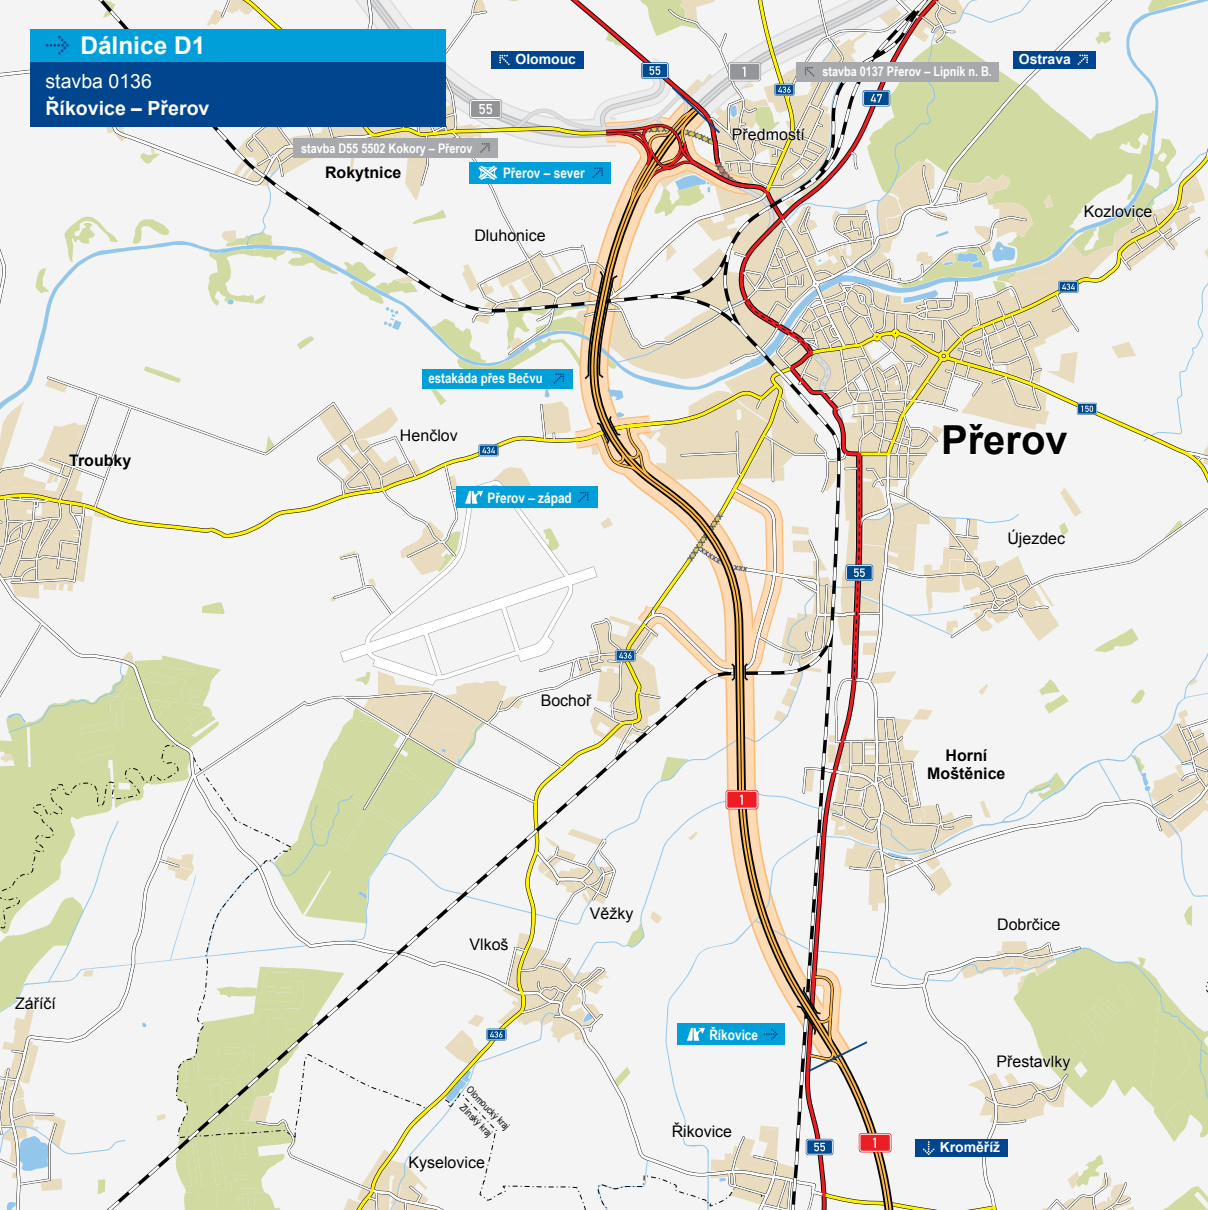 Dálnice D1
stavba 0136
Říkovice – Přerov
Olomouc
55
1
436
stavba 0137 Přerov – Lipník n. B.
Ostrava
47
55
Předmostí
stavba D55 5502 Kokory – Přerov
Rokytnice
Přerov – sever
Kozlovice
Dluhonice
434
estakáda přes Bečvu
150
Henčlov
434
Přerov
Troubky
Přerov – západ
Újezdec
55
436
Bochoř
Horní
Moštěnice
1
Věžky
Vlkoš
Dobrčice
Záříčí
436
Říkovice
Přestavlky
Olomoucký kraj
Zlínský kraj
Řikovice
55
1
Kroměříž
Kyselovice